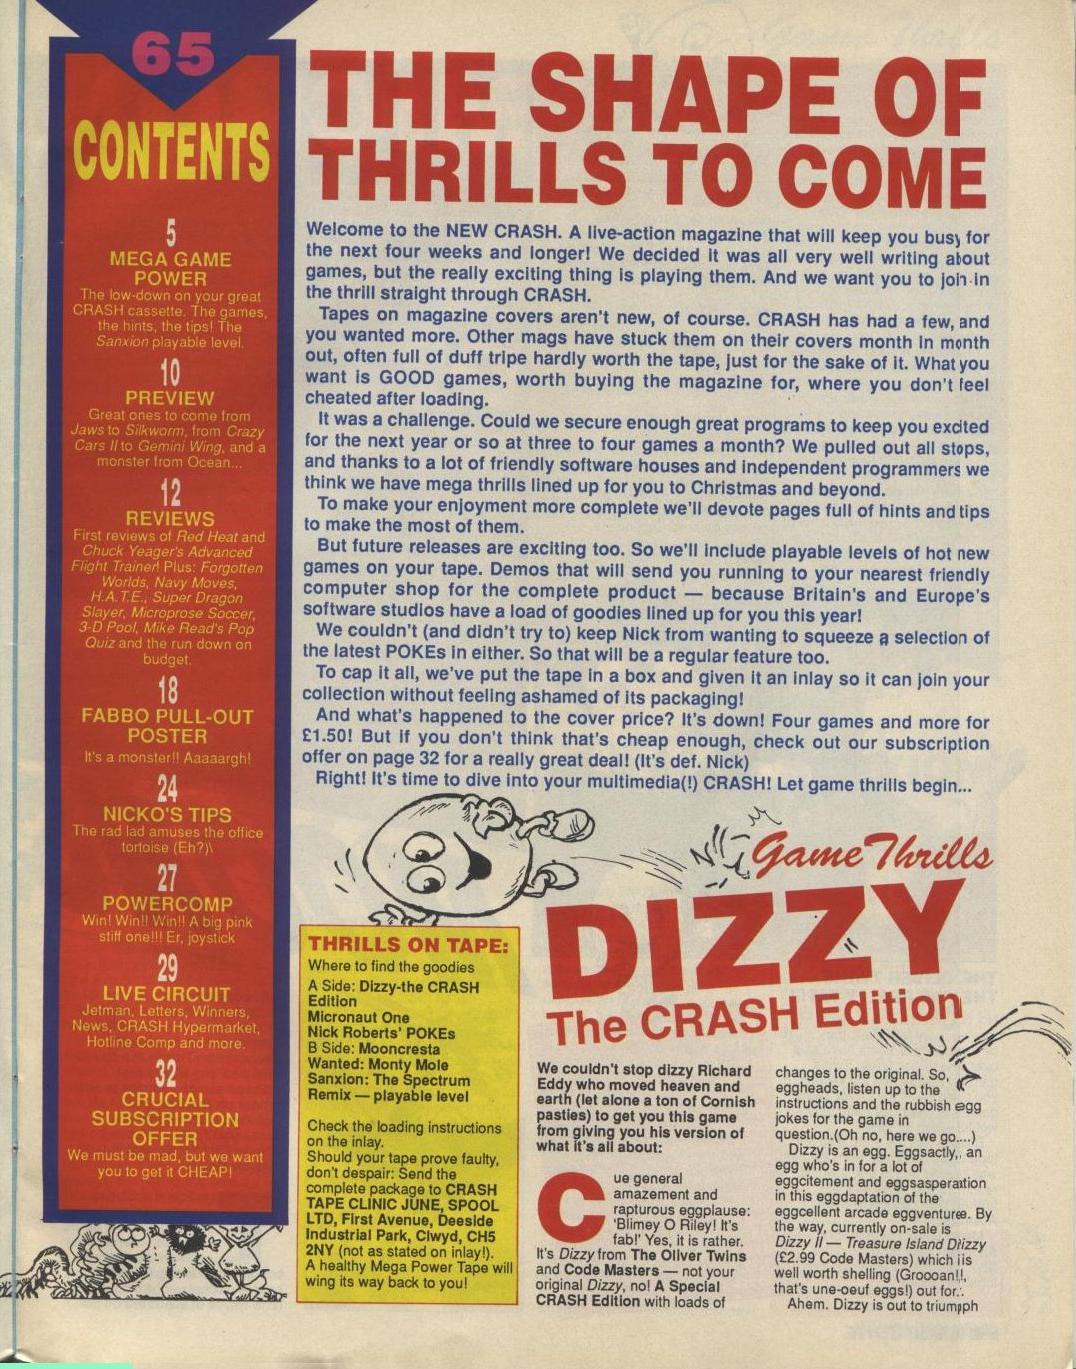 65
CONTENTS
5
MEGA GAME
POWER
The low-down on your great
CRASH cassette. The games,
the hints, the tips! The
Sanxion playable level.
10
PREVIEW
Great ones to come from
Jaws to Silkworm, from Crazy
Cars II to Gemini Wing, and a
monster from Ocean...
12
REVIEWS
First reviews of Red Heat and
Chuck Yeager's Advanced
Flight Trainer! Plus: Forgotten
Worlds, Navy Moves,
H.A.T.E., Super Dragon
Slayer, Microprose Soccer,
3-D Pool, Mike Read's Pop
Quiz and the run down on
budget.
18
FABBO PULL-OUT
POSTER
It's a monster!! Aaaaargh!
24
NICKO'S TIPS
The rad lad amuses the office
tortoise (Eh?)\
27
POWERCOMP
Win! Win!! Win!! A big pink
stiff one!!! Er, joystick
29
LIVE CIRCUIT
Jetman, Letters, Winners,
News, CRASH Hypermarket,
Hotline Comp and more.
32
CRUCIAL
SUBSCRIPTION
OFFER
We must be mad, but we want
you to get it CHEAP!
THE SHAPE OF
THRILLS TO COME
Welcome to the NEW CRASH. A live-action magazine that will keep you busy for
the next four weeks and longer! We decided it was all very well writing about
games, but the really exciting thing is playing them. And we want you to join in
the thrill straight through CRASH.
Tapes on magazine covers aren't new, of course. CRASH has had a few, and
you wanted more. Other mags have stuck them on their covers month in month
out, often full of duff tripe hardly worth the tape, just for the sake of it. What you
want is GOOD games, worth buying the magazine for, where you don't feel
cheated after loading.
It was a challenge. Could we secure enough great programs to keep you excited
for the next year or so at three to four games a month? We pulled out all stops,
and thanks to a lot of friendly software houses and independent programmers we
think we have mega thrills lined up for you to Christmas and beyond.
To make your enjoyment more complete we'll devote pages full of hints and tips
to make the most of them.
But future releases are exciting too. So we'll include playable levels of hot new
games on your tape. Demos that will send you running to your nearest friendly
computer shop for the complete product — because Britain's and Europe's
software studios have a load of goodies lined up for you this year!
We couldn't (and didn't try to) keep Nick from wanting to squeeze a selection of
the latest POKEs in either. So that will be a regular feature too.
To cap it all, we've put the tape in a box and given it an inlay so it can join your
collection without feeling ashamed of its packaging!
And what's happened to the cover price? It's down! Four games and more for
£1.50! But if you don't think that's cheap enough, check out our subscription
offer on page 32 for a really great deal! (It's def. Nick)
Right! It's time to dive into your multimedia(!) CRASH! Let game thrills begin...
THRILLS ON TAPE:
Where to find the goodies
A Side: Dizzy-the CRASH
Edition
Micronaut One
Nick Roberts' POKEs
B Side: Mooncresta
Wanted: Monty Mole
Sanxion: The Spectrum
Remix — playable level
Check the loading instructions
on the inlay.
Should your tape prove faulty,
don't despair: Send the
complete package to CRASH
TAPE CLINIC JUNE, SPOOL
LTD, First Avenue, Deeside
Industrial Park, Clwyd, CH5
2NY (not as stated on inlay!).
A healthy Mega Power Tape will
wing its way back to you!
Game Thrills
DIZZY
The CRASH Edition
We couldn't stop dizzy Richard
Eddy who moved heaven and
earth (let alone a ton of Cornish
pasties) to get you this game
from giving you his version of
what it's all about:
Cue general
amazement and
rapturous eggplause:
'Blimey O Riley! It's
fab!' Yes, it is rather.
It's Dizzy from The Oliver Twins
and Code Masters — not your
original Dizzy, no! A Special
CRASH Edition with loads of
changes to the original. So,
eggheads, listen up to the
instructions and the rubbish egg
jokes for the game in
question.(Oh no, here we go....)
Dizzy is an egg. Eggsactly,, an
egg who's in for a lot of
eggcitement and eggsasperation
in this eggdaptation of the
eggcellent arcade eggventure. By
the way, currently on-sale is
Dizzy II — Treasure Island Dizzy
(£2.99 Code Masters) which is
well worth shelling (Groooan!!,
that's une-oeuf eggs!) out for..
Ahem. Dizzy is out to triumph